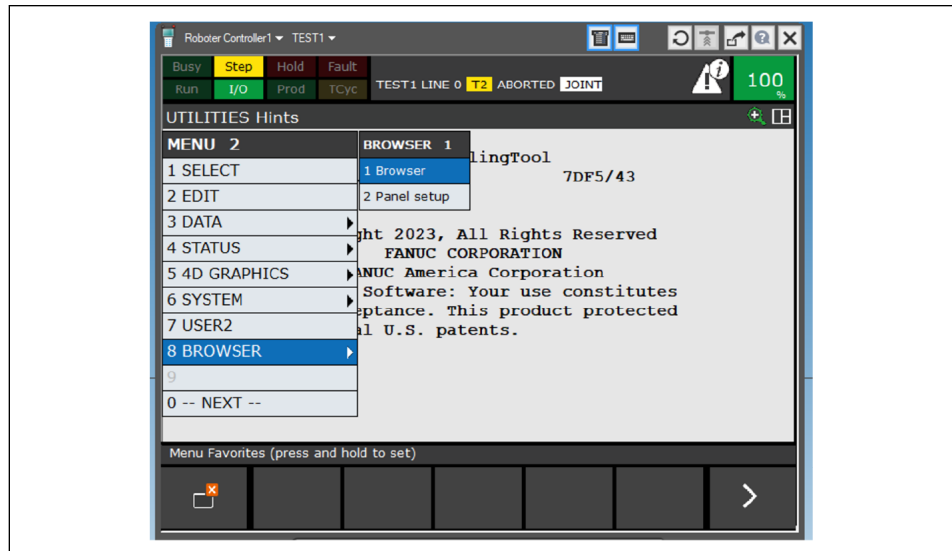 Roboter Controller1 TEST1
Busy Step Hold Fault
Run I/O Prod TCyc
TEST1 LINE 0 T2 ABORTED JOINT
100
%
UTILITIES Hints
MENU 2
1 SELECT
2 EDIT
3 DATA
4 STATUS
5 4D GRAPHICS
6 SYSTEM
7 USER2
8 BROWSER
9
0 -- NEXT --
BROWSER 1
1 Browser
2 Panel setup
lingTool
7DF5/43
ght 2023, All Rights Reserved
FANUC CORPORATION
ANUC America Corporation
Software: Your use constitutes
eptance. This product protected
al U.S. patents.
Menu Favorites (press and hold to set)